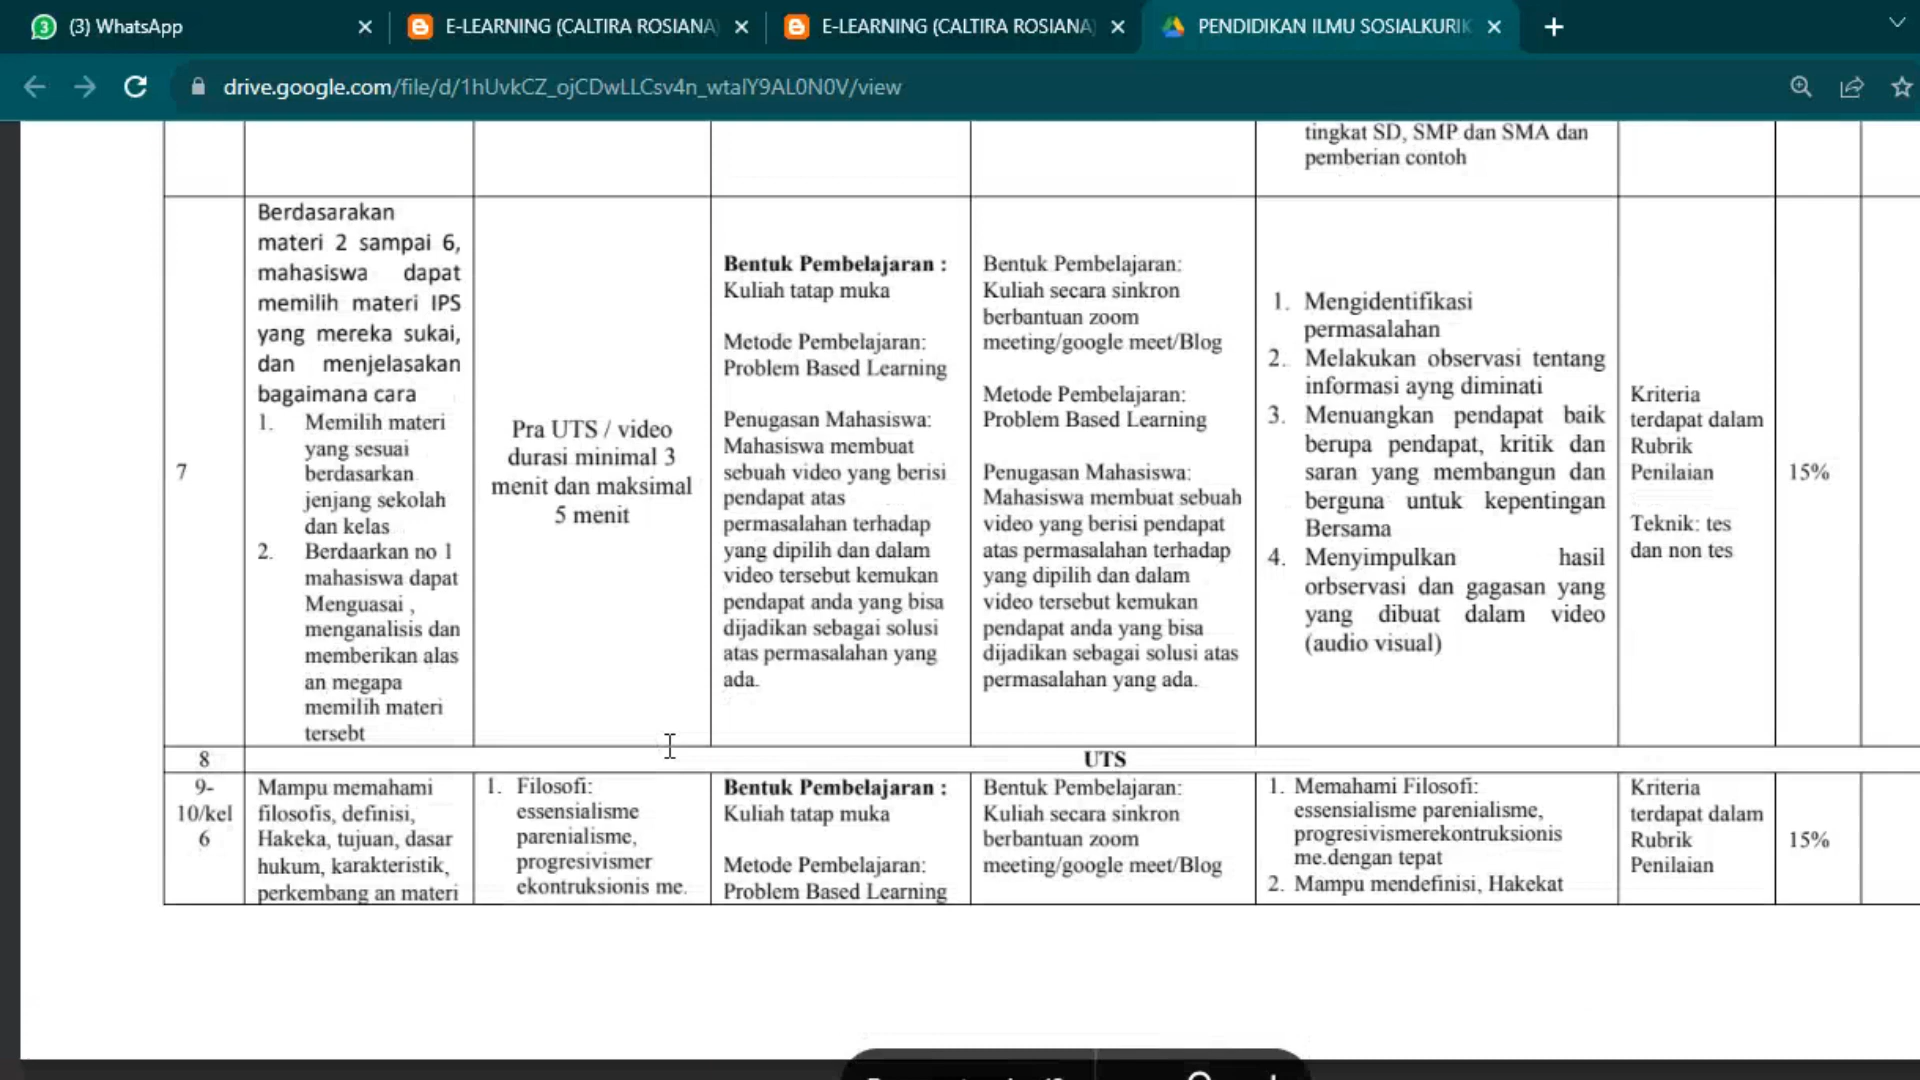 (3) WhatsApp
E-LEARNING (CALTIRA ROSIANA)
E-LEARNING (CALTIRA ROSIANA)
PENDIDIKAN ILMU SOSIALKURIK
drive.google.com/file/d/1hUvkCZ_ojCDwLLCsv4n_wtalY9AL0N0V/view
tingkat SD, SMP dan SMA dan
pemberian contoh
7
Berdasarakan
materi 2 sampai 6,
mahasiswa dapat
memilih materi IPS
yang mereka sukai,
dan menjelasakan
bagaimana cara
1. Memilih materi
yang sesuai
berdasarkan
jenjang sekolah
dan kelas
2. Berdaarkan no 1
mahasiswa dapat
Menguasai ,
menganalisis dan
memberikan alas
an megapa
memilih materi
tersebt
Pra UTS / video
durasi minimal 3
menit dan maksimal
5 menit
Bentuk Pembelajaran :
Kuliah tatap muka
Metode Pembelajaran:
Problem Based Learning
Penugasan Mahasiswa:
Mahasiswa membuat
sebuah video yang berisi
pendapat atas
permasalahan terhadap
yang dipilih dan dalam
video tersebut kemukan
pendapat anda yang bisa
dijadikan sebagai solusi
atas permasalahan yang
ada.
Bentuk Pembelajaran:
Kuliah secara sinkron
berbantuan zoom
meeting/google meet/Blog
Metode Pembelajaran:
Problem Based Learning
Penugasan Mahasiswa:
Mahasiswa membuat sebuah
video yang berisi pendapat
atas permasalahan terhadap
yang dipilih dan dalam
video tersebut kemukan
pendapat anda yang bisa
dijadikan sebagai solusi atas
permasalahan yang ada.
1. Mengidentifikasi
permasalahan
2. Melakukan observasi tentang
informasi ayng diminati
3. Menuangkan pendapat baik
berupa pendapat, kritik dan
saran yang membangun dan
berguna untuk kepentingan
Bersama
4. Menyimpulkan hasil
orbservasi dan gagasan yang
yang dibuat dalam video
(audio visual)
Kriteria
terdapat dalam
Rubrik
Penilaian
Teknik: tes
dan non tes
15%
8
UTS
9-
10/kel
6
Mampu memahami
filosofis, definisi,
Hakeka, tujuan, dasar
hukum, karakteristik,
perkembang an materi
1. Filosofi:
essensialisme
parenialisme,
progresivismer
ekontruksionis me.
Bentuk Pembelajaran :
Kuliah tatap muka
Metode Pembelajaran:
Problem Based Learning
Bentuk Pembelajaran:
Kuliah secara sinkron
berbantuan zoom
meeting/google meet/Blog
1. Memahami Filosofi:
essensialisme parenialisme,
progresivismerekontruksionis
me.dengan tepat
2. Mampu mendefinisi, Hakekat
Kriteria
terdapat dalam
Rubrik
Penilaian
15%